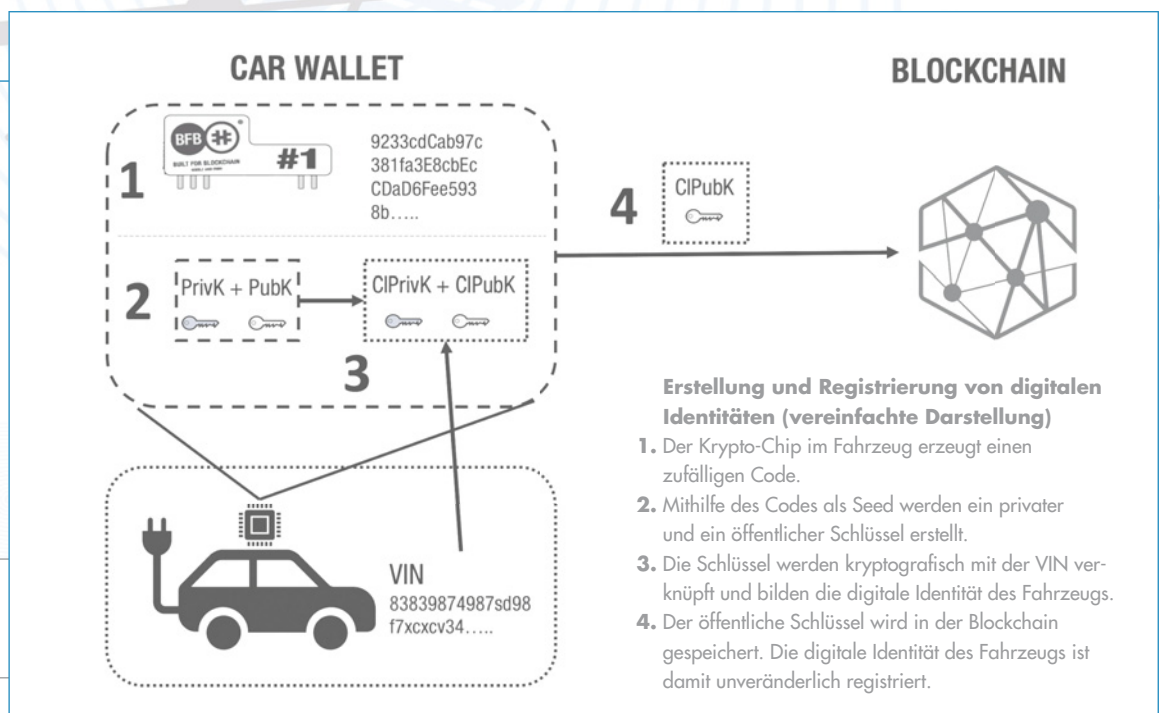 CAR WALLET
BLOCKCHAIN
1
BFB
BUILT FOR BLOCKCHAIN
#1
9233cdCab97c
381fa3E8cbEc
CDaD6Fee593
8b.....
2
PrivK + PubK
CIPrivK + CIPubK
3
4
CIPubK
VIN
83839874987sd98
f7xcxcv34.....
Erstellung und Registrierung von digitalen
Identitäten (vereinfachte Darstellung)
1. Der Krypto-Chip im Fahrzeug erzeugt einen
zufälligen Code.
2. Mithilfe des Codes als Seed werden ein privater
und ein öffentlicher Schlüssel erstellt.
3. Die Schlüssel werden kryptografisch mit der VIN ver-
knüpft und bilden die digitale Identität des Fahrzeugs.
4. Der öffentliche Schlüssel wird in der Blockchain
gespeichert. Die digitale Identität des Fahrzeugs ist
damit unveränderlich registriert.